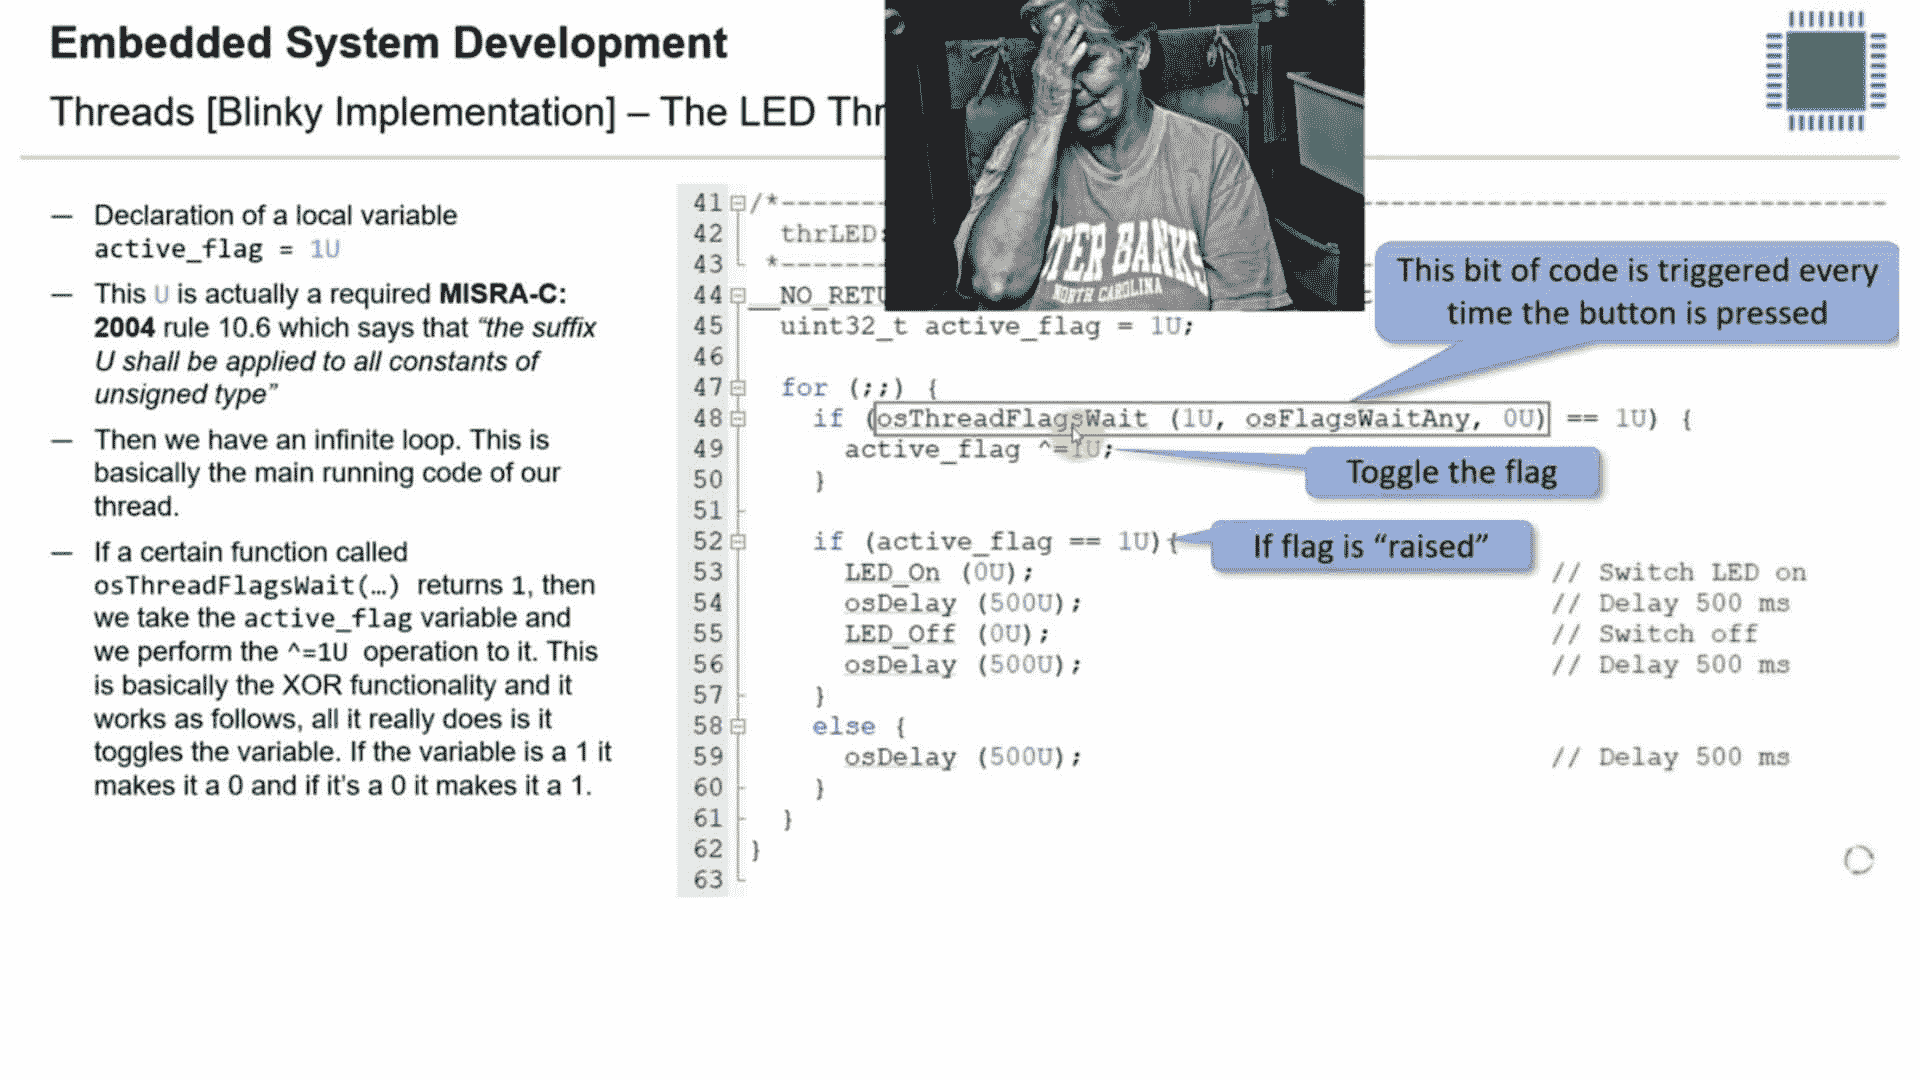 Embedded System Development
Threads [Blinky Implementation] – The LED Thr
— Declaration of a local variable
active_flag = 1U
— This U is actually a required MISRA-C:
2004 rule 10.6 which says that “the suffix
U shall be applied to all constants of
unsigned type”
— Then we have an infinite loop. This is
basically the main running code of our
thread.
— If a certain function called
osThreadFlagsWait(…) returns 1, then
we take the active_flag variable and
we perform the ^=1U operation to it. This
is basically the XOR functionality and it
works as follows, all it really does is it
toggles the variable. If the variable is a 1 it
makes it a 0 and if it's a 0 it makes it a 1.
TER BANKS
NORTH CAROLINA
41 /*----------------------------------------
42 thrLED:
43 *----------------------------------------
44 __NO_RETU
45 uint32_t active_flag = 1U;
46
47 for (;;) {
48 if (osThreadFlagsWait (1U, osFlagsWaitAny, 0U) == 1U) {
49 active_flag ^=1U;
50 }
51
52 if (active_flag == 1U){
53 LED_On (0U); // Switch LED on
54 osDelay (500U); // Delay 500 ms
55 LED_Off (0U); // Switch off
56 osDelay (500U); // Delay 500 ms
57 }
58 else {
59 osDelay (500U); // Delay 500 ms
60 }
61 }
62 }
63
This bit of code is triggered every
time the button is pressed
Toggle the flag
If flag is “raised”